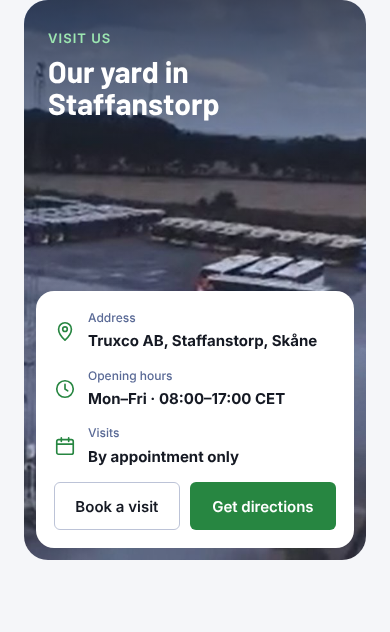 VISIT US
Our yard in
Staffanstorp
Address
Truxco AB, Staffanstorp, Skåne
Opening hours
Mon–Fri · 08:00–17:00 CET
Visits
By appointment only
Book a visit
Get directions